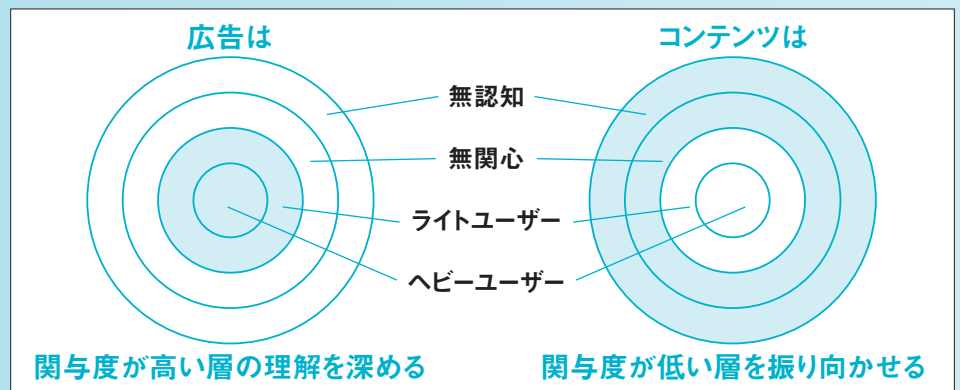 広告は
コンテンツは
無認知
無関心
ライトユーザー
ヘビーユーザー
関与度が高い層の理解を深める
関与度が低い層を振り向かせる